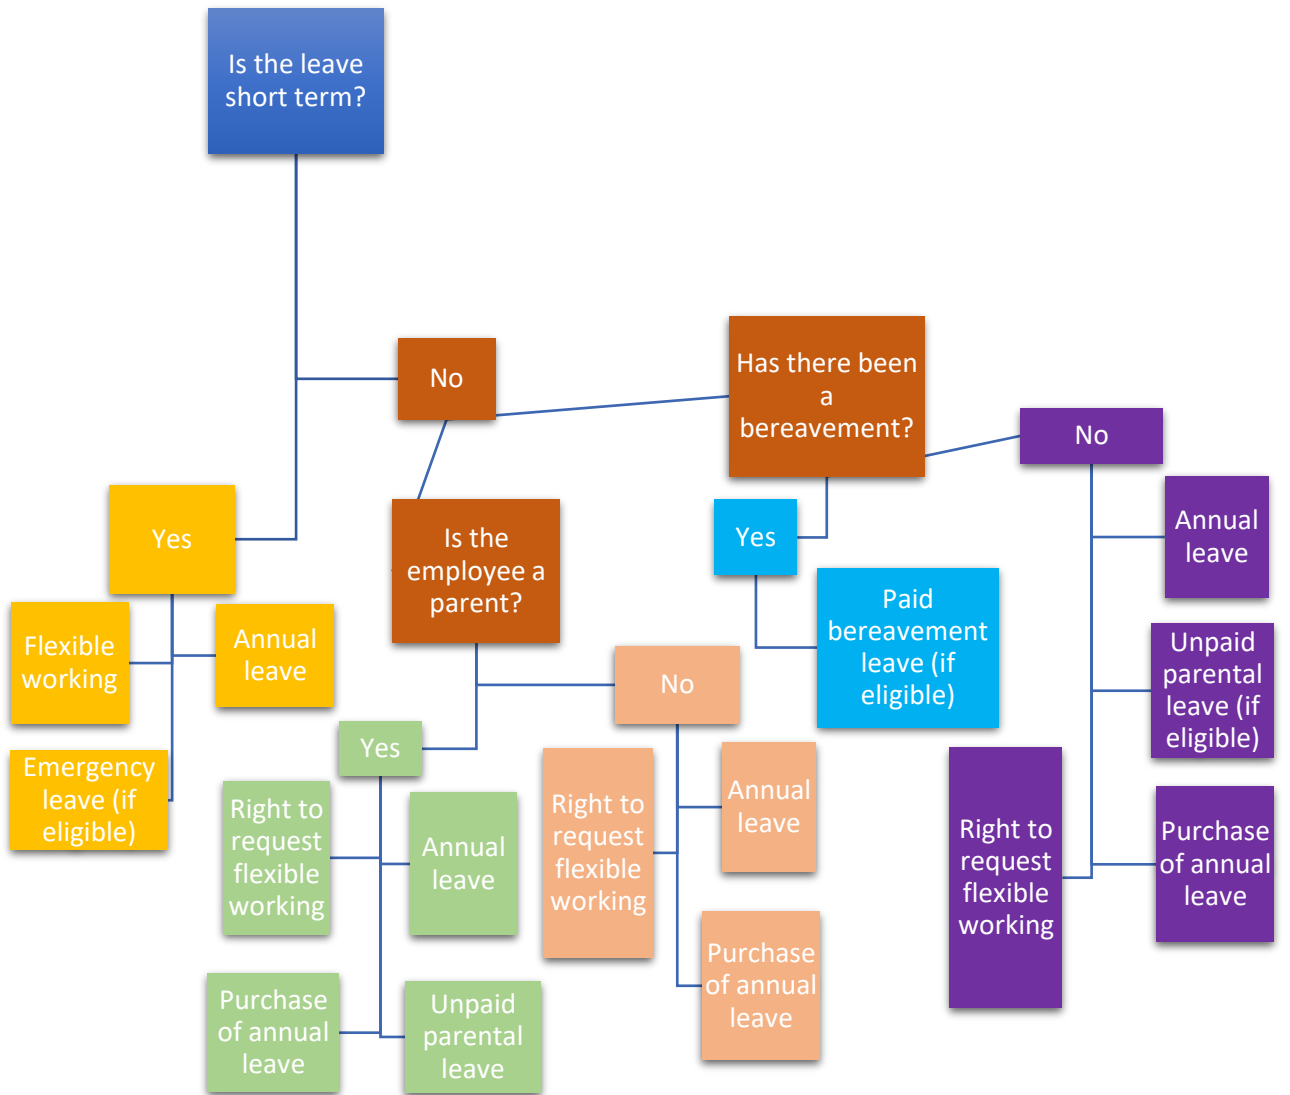 Is the leave
short term?
No
Has there been
a
bereavement?
No
Yes
Is the
employee a
parent?
Yes
Annual
leave
Flexible
working
Annual
leave
Paid
bereavement
leave (if
eligible)
Unpaid
parental
leave (if
eligible)
No
Yes
Emergency
leave (if
eligible)
Right to
request
flexible
working
Annual
leave
Right to
request
flexible
working
Annual
leave
Right to
request
flexible
working
Purchase
of annual
leave
Purchase
of annual
leave
Unpaid
parental
leave
Purchase
of annual
leave